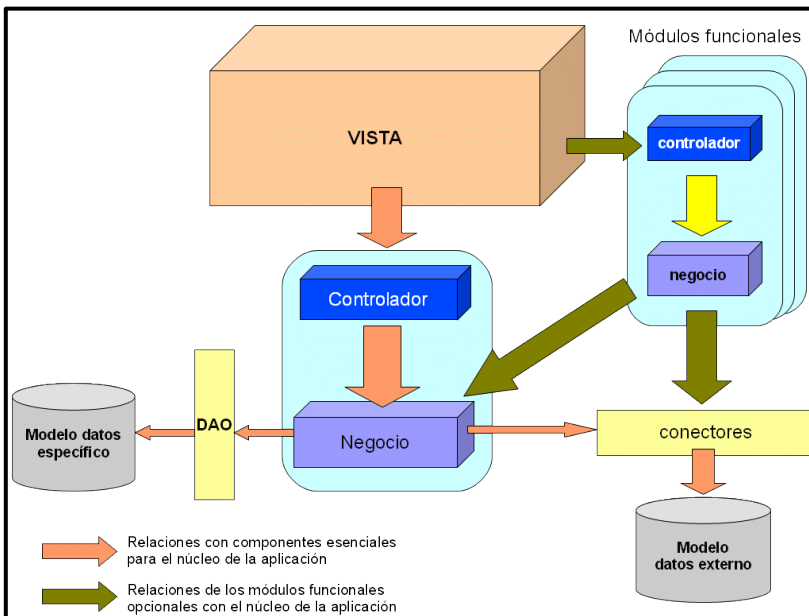 Módulos funcionales
VISTA
controlador
negocio
Controlador
Negocio
DAO
Modelo datos
específico
conectores
Modelo
datos externo
Relaciones con componentes esenciales
para el núcleo de la aplicación
Relaciones de los módulos funcionales
opcionales con el núcleo de la aplicación